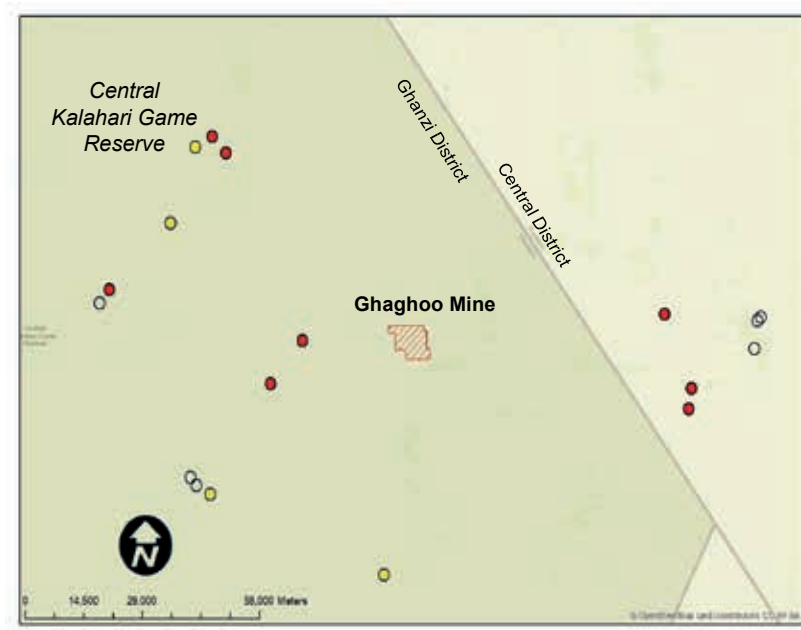 Central
Kalahari Game
Reserve
Ghanzi District
Central District
Ghaghoo Mine
N
0 14,500 29,000 58,000 Meters